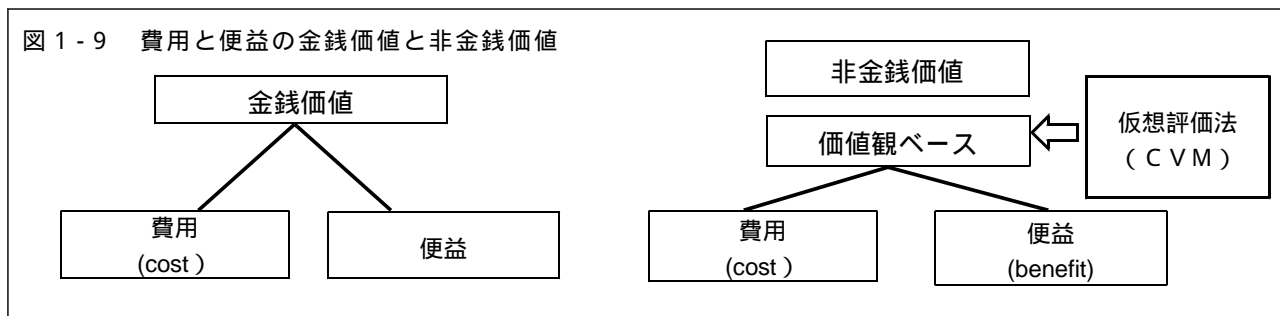 図1-9 費用と便益の金銭価値と非金銭価値
金銭価値
費用
(cost)
便益
非金銭価値
価値観ベース
仮想評価法
(CVM)
費用
(cost)
便益
(benefit)